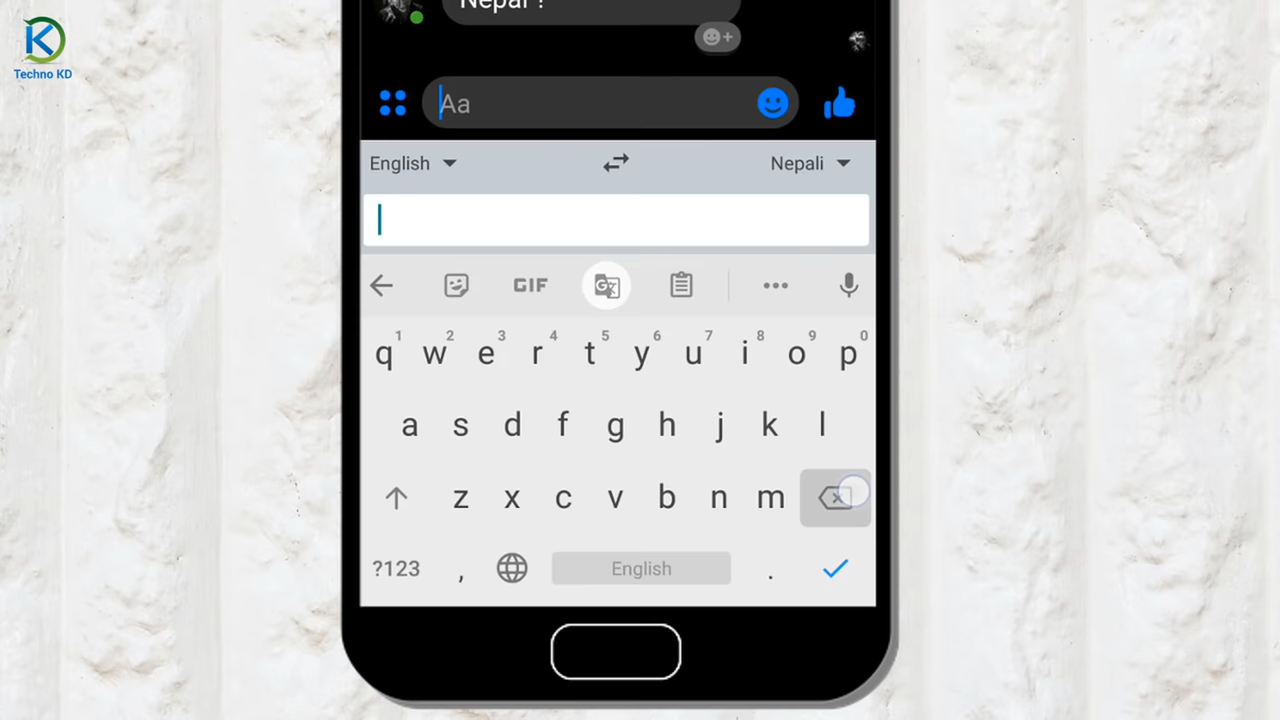 Nepal ?
Techno KD
Aa
English
Nepali
GIF
G
1 2 3 4 5 6 7 8 9 0
q w e r t y u i o p
a s d f g h j k l
z x c v b n m
?123 , English .